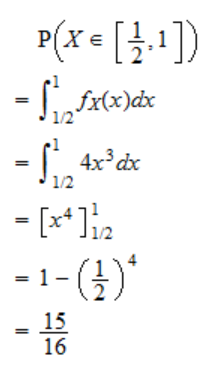 P(X ∈ [1/2, 1])
= ∫_{1/2}^{1} f_X(x)dx
= ∫_{1/2}^{1} 4x³dx
= [x⁴]_{1/2}^{1}
= 1 − (1/2)⁴
= 15/16